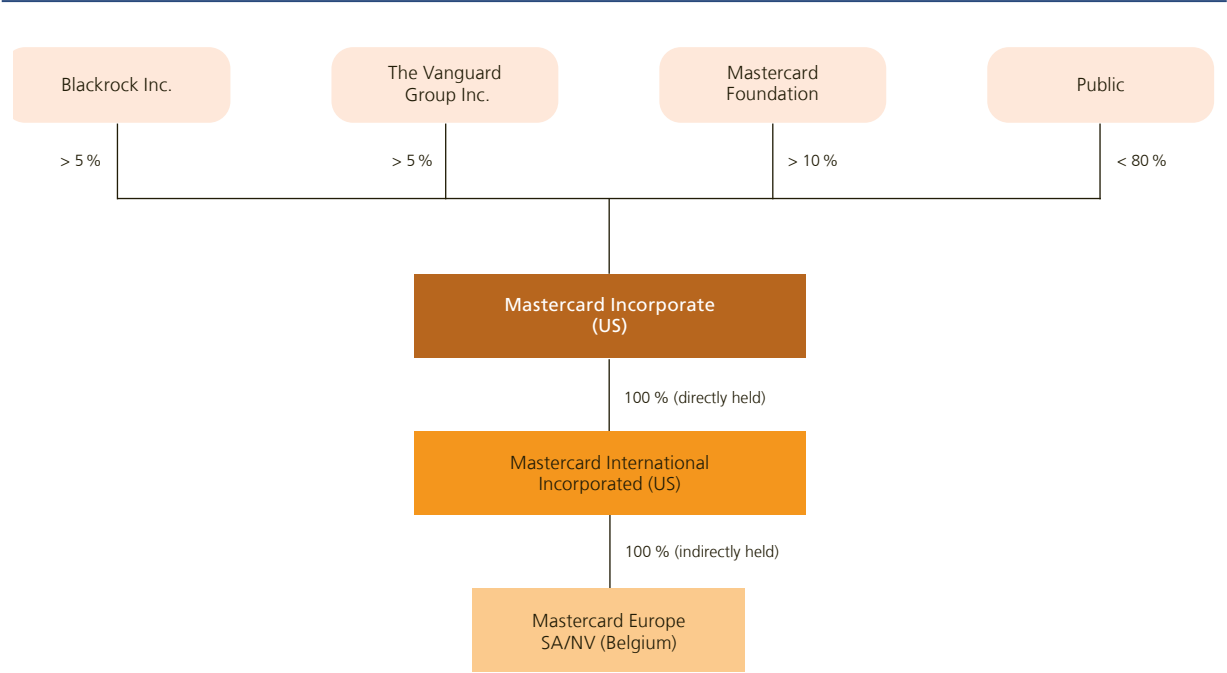 Blackrock Inc.
The Vanguard
Group Inc.
Mastercard
Foundation
Public
> 5 %
> 5 %
> 10 %
< 80 %
Mastercard Incorporate
(US)
100 % (directly held)
Mastercard International
Incorporated (US)
100 % (indirectly held)
Mastercard Europe
SA/NV (Belgium)